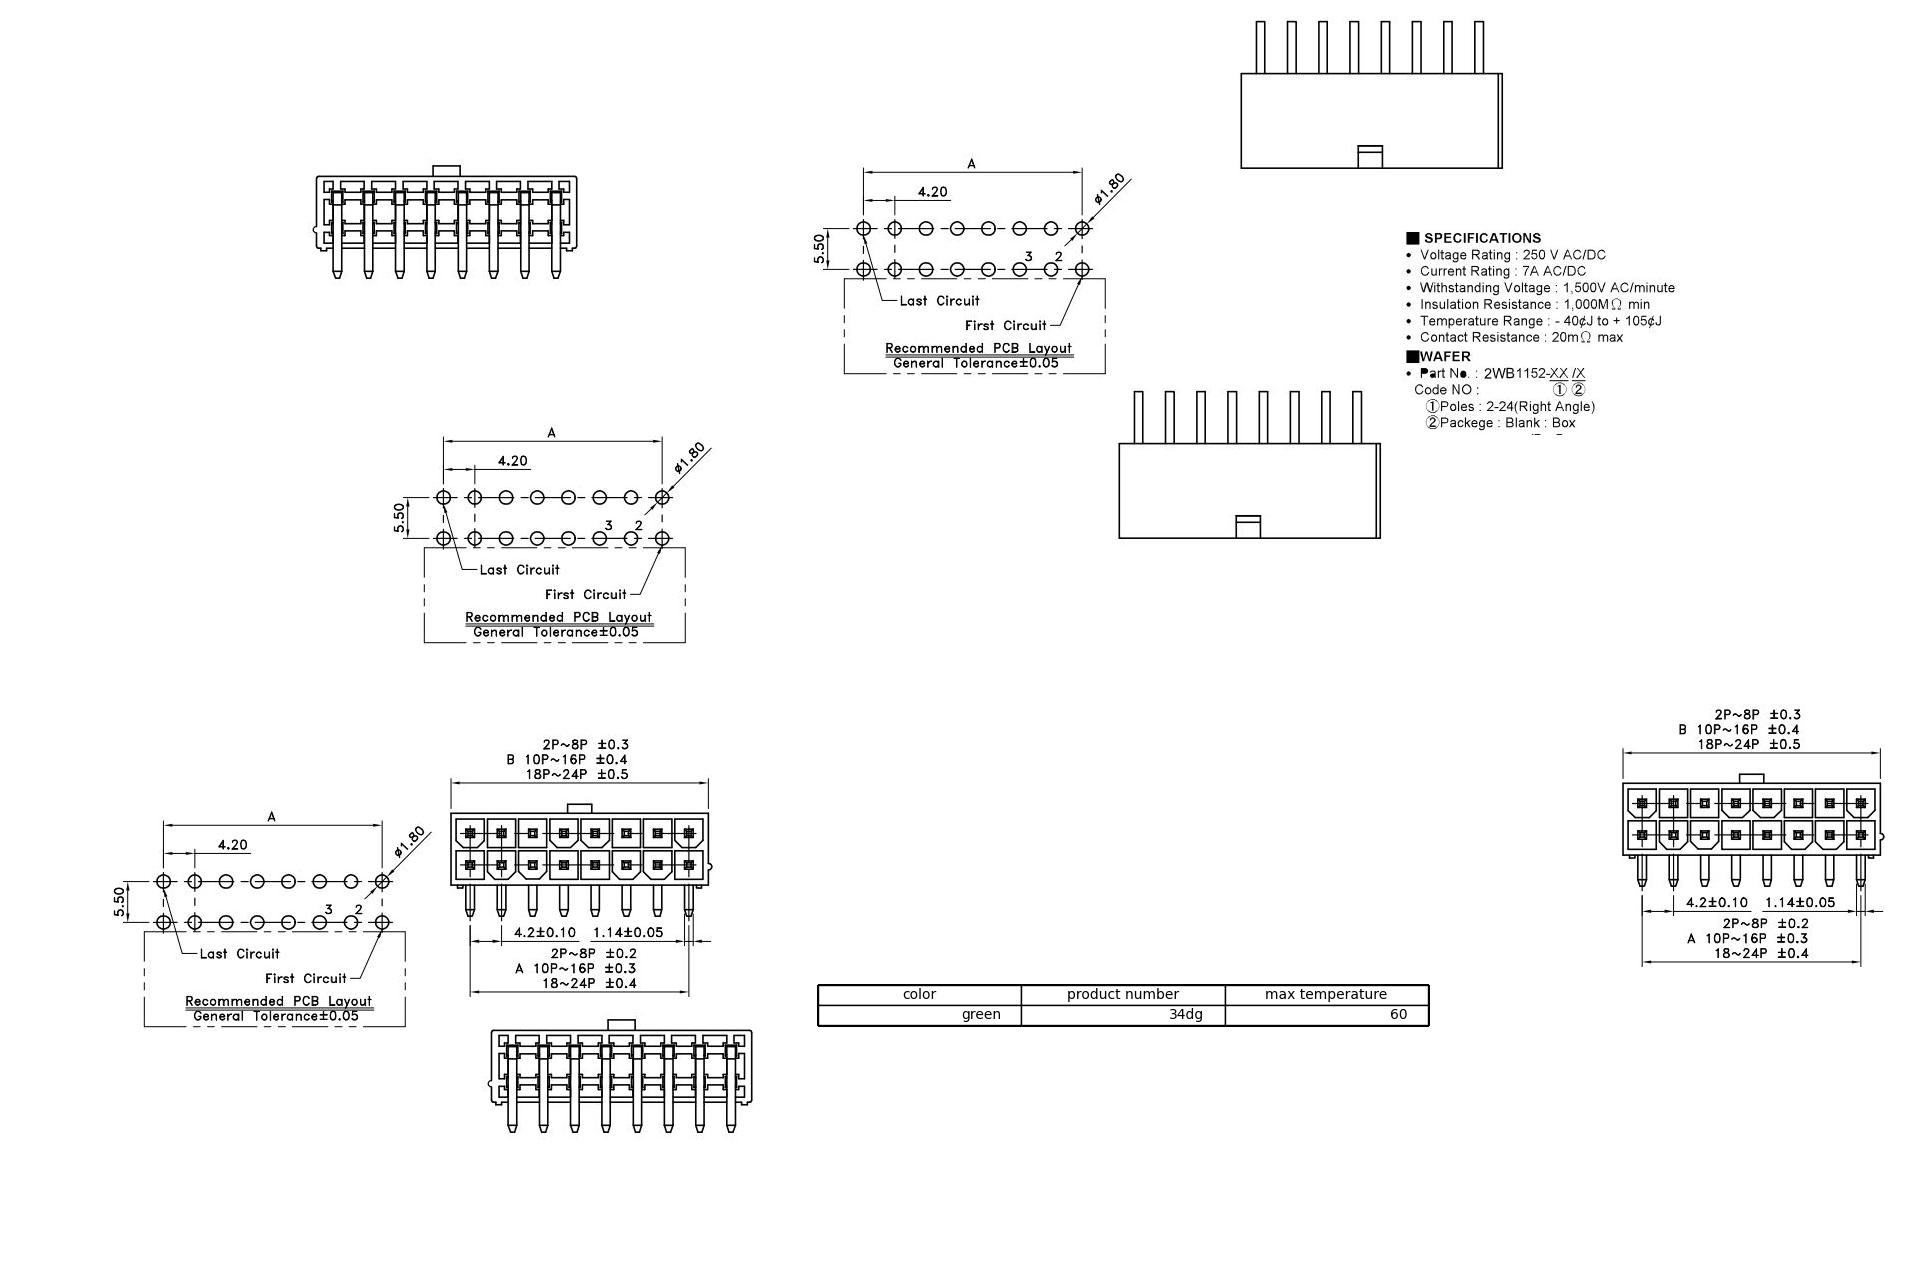 A
4.20
ø1.80
5.50
3 2
Last Circuit
First Circuit
Recommended PCB Layout
General Tolerance±0.05
■ SPECIFICATIONS
• Voltage Rating : 250 V AC/DC
• Current Rating : 7A AC/DC
• Withstanding Voltage : 1,500V AC/minute
• Insulation Resistance : 1,000MΩ min
• Temperature Range : - 40¢J to + 105¢J
• Contact Resistance : 20mΩ max
■WAFER
• Part No. : 2WB1152-XX /X
Code NO : ① ②
①Poles : 2-24(Right Angle)
②Packege : Blank : Box
A
4.20
ø1.80
5.50
3 2
Last Circuit
First Circuit
Recommended PCB Layout
General Tolerance±0.05
2P~8P ±0.3
B 10P~16P ±0.4
18P~24P ±0.5
4.2±0.10 1.14±0.05
2P~8P ±0.2
A 10P~16P ±0.3
18~24P ±0.4
2P~8P ±0.3
B 10P~16P ±0.4
18P~24P ±0.5
4.2±0.10 1.14±0.05
2P~8P ±0.2
A 10P~16P ±0.3
18~24P ±0.4
A
4.20
ø1.80
5.50
3 2
Last Circuit
First Circuit
Recommended PCB Layout
General Tolerance±0.05
color product number max temperature
green 34dg 60